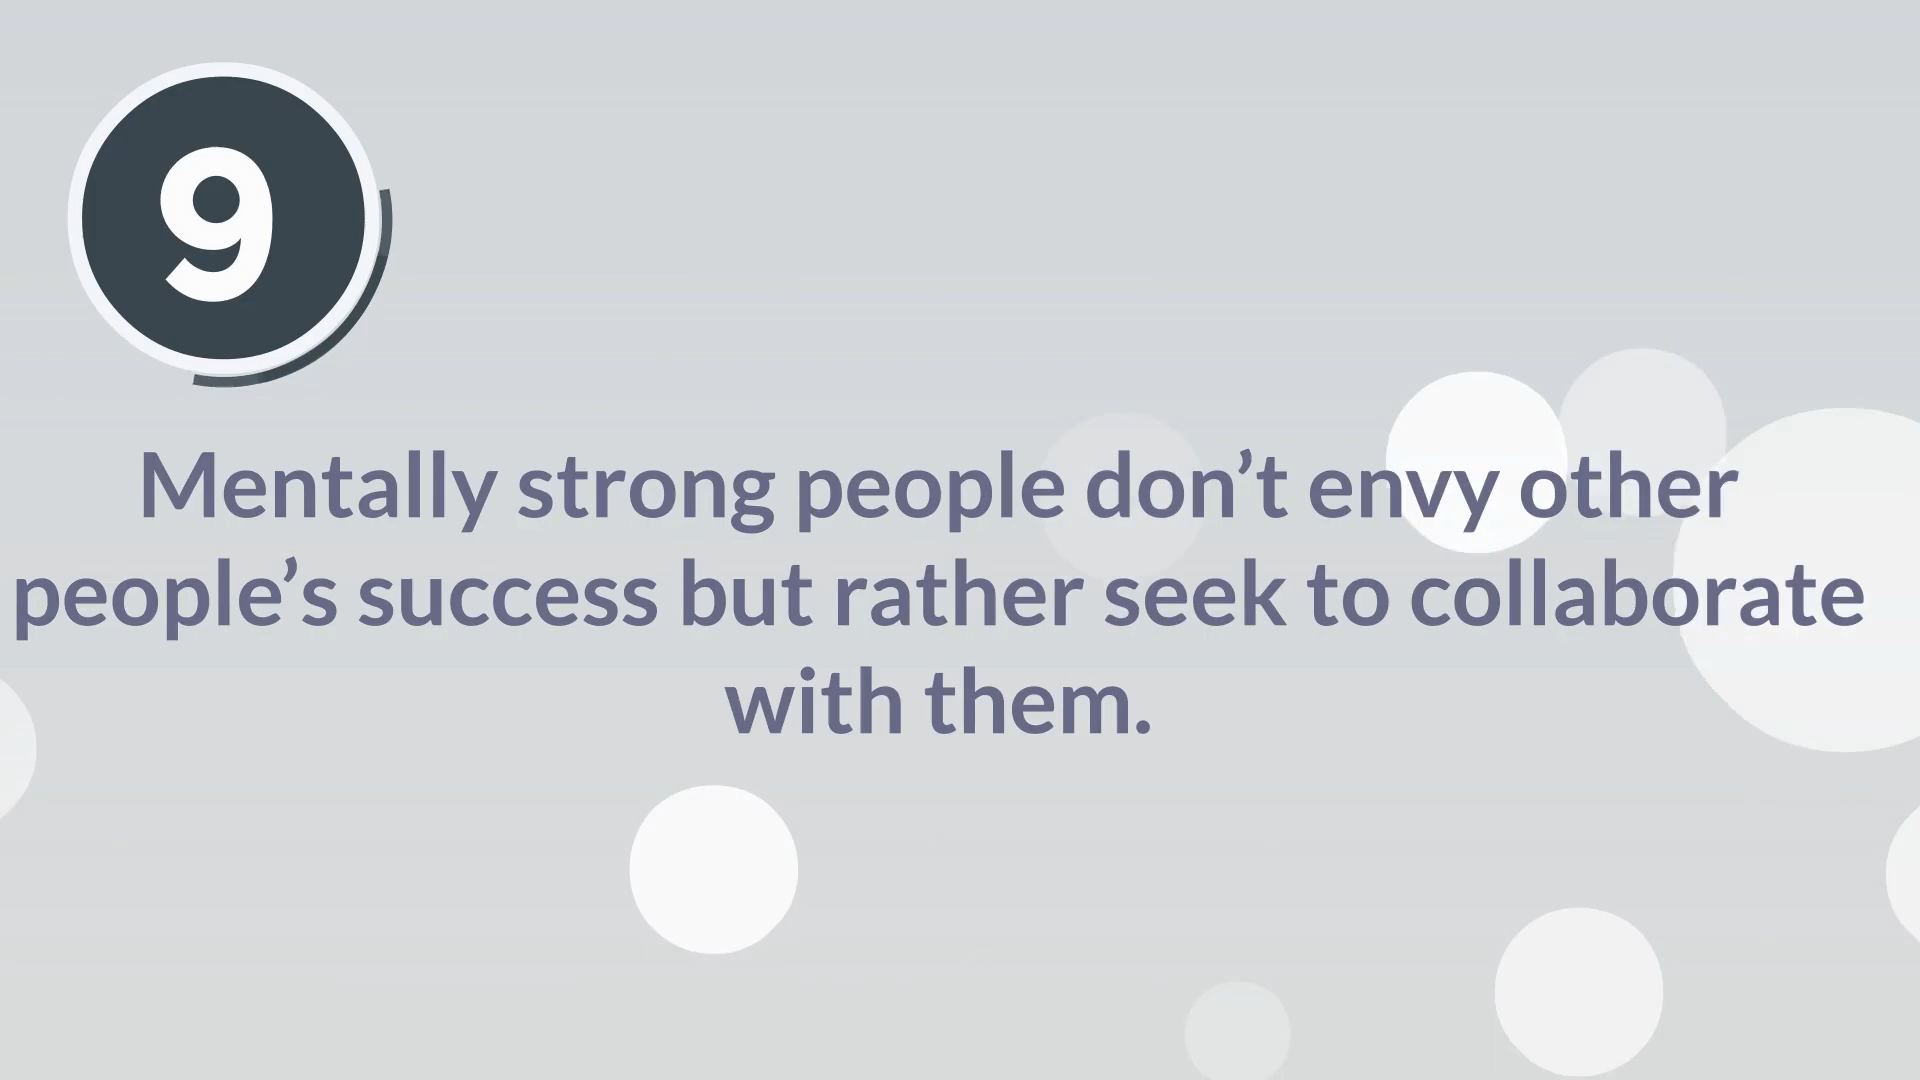 9
Mentally strong people don’t envy other
people’s success but rather seek to collaborate
with them.